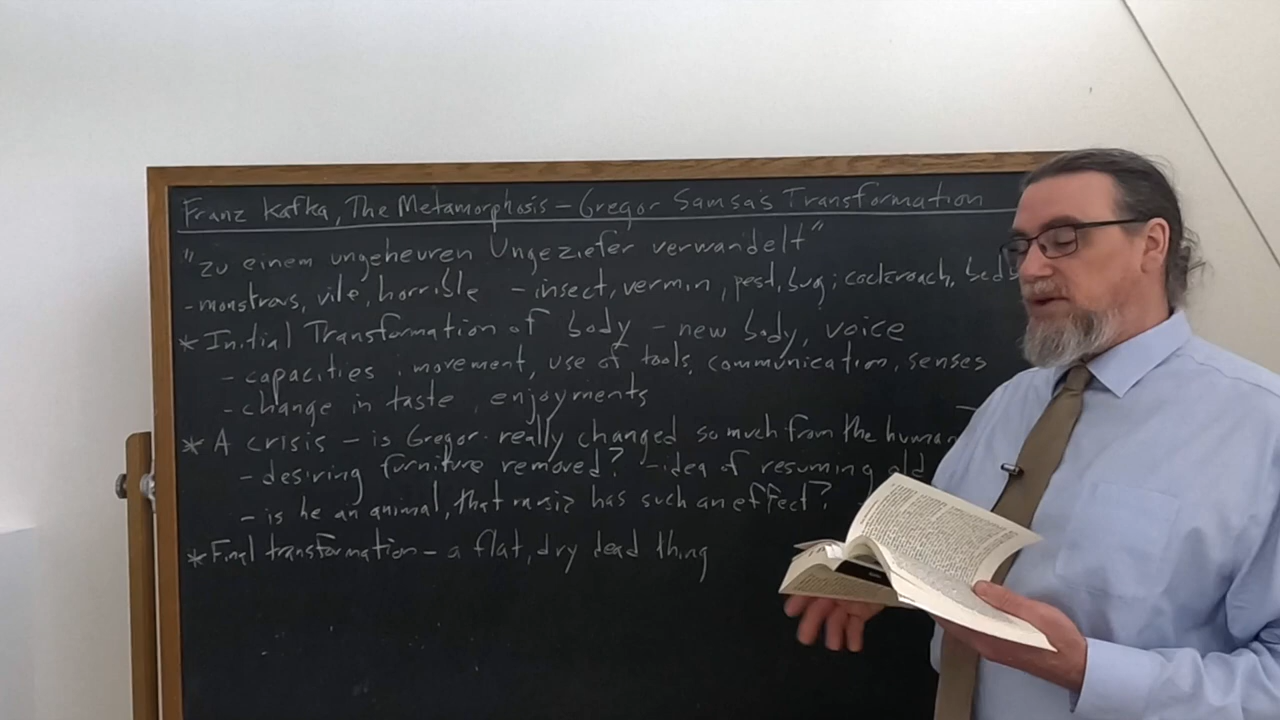 Franz Kafka, The Metamorphosis – Gregor Samsa's Transformation
"zu einem ungeheuren Ungeziefer verwandelt"
- monstrous, vile, horrible - insect, vermin, pest, bug; cockroach,
* Initial Transformation of body - new body, voice
- capacities: movement, use of tools, communication, senses
- change in taste, enjoyments
* A crisis - is Gregor really changed so much from the human
- desiring furniture removed? - idea of resuming old
- is he an animal, that music has such an effect?
* Final transformation - a flat, dry dead thing